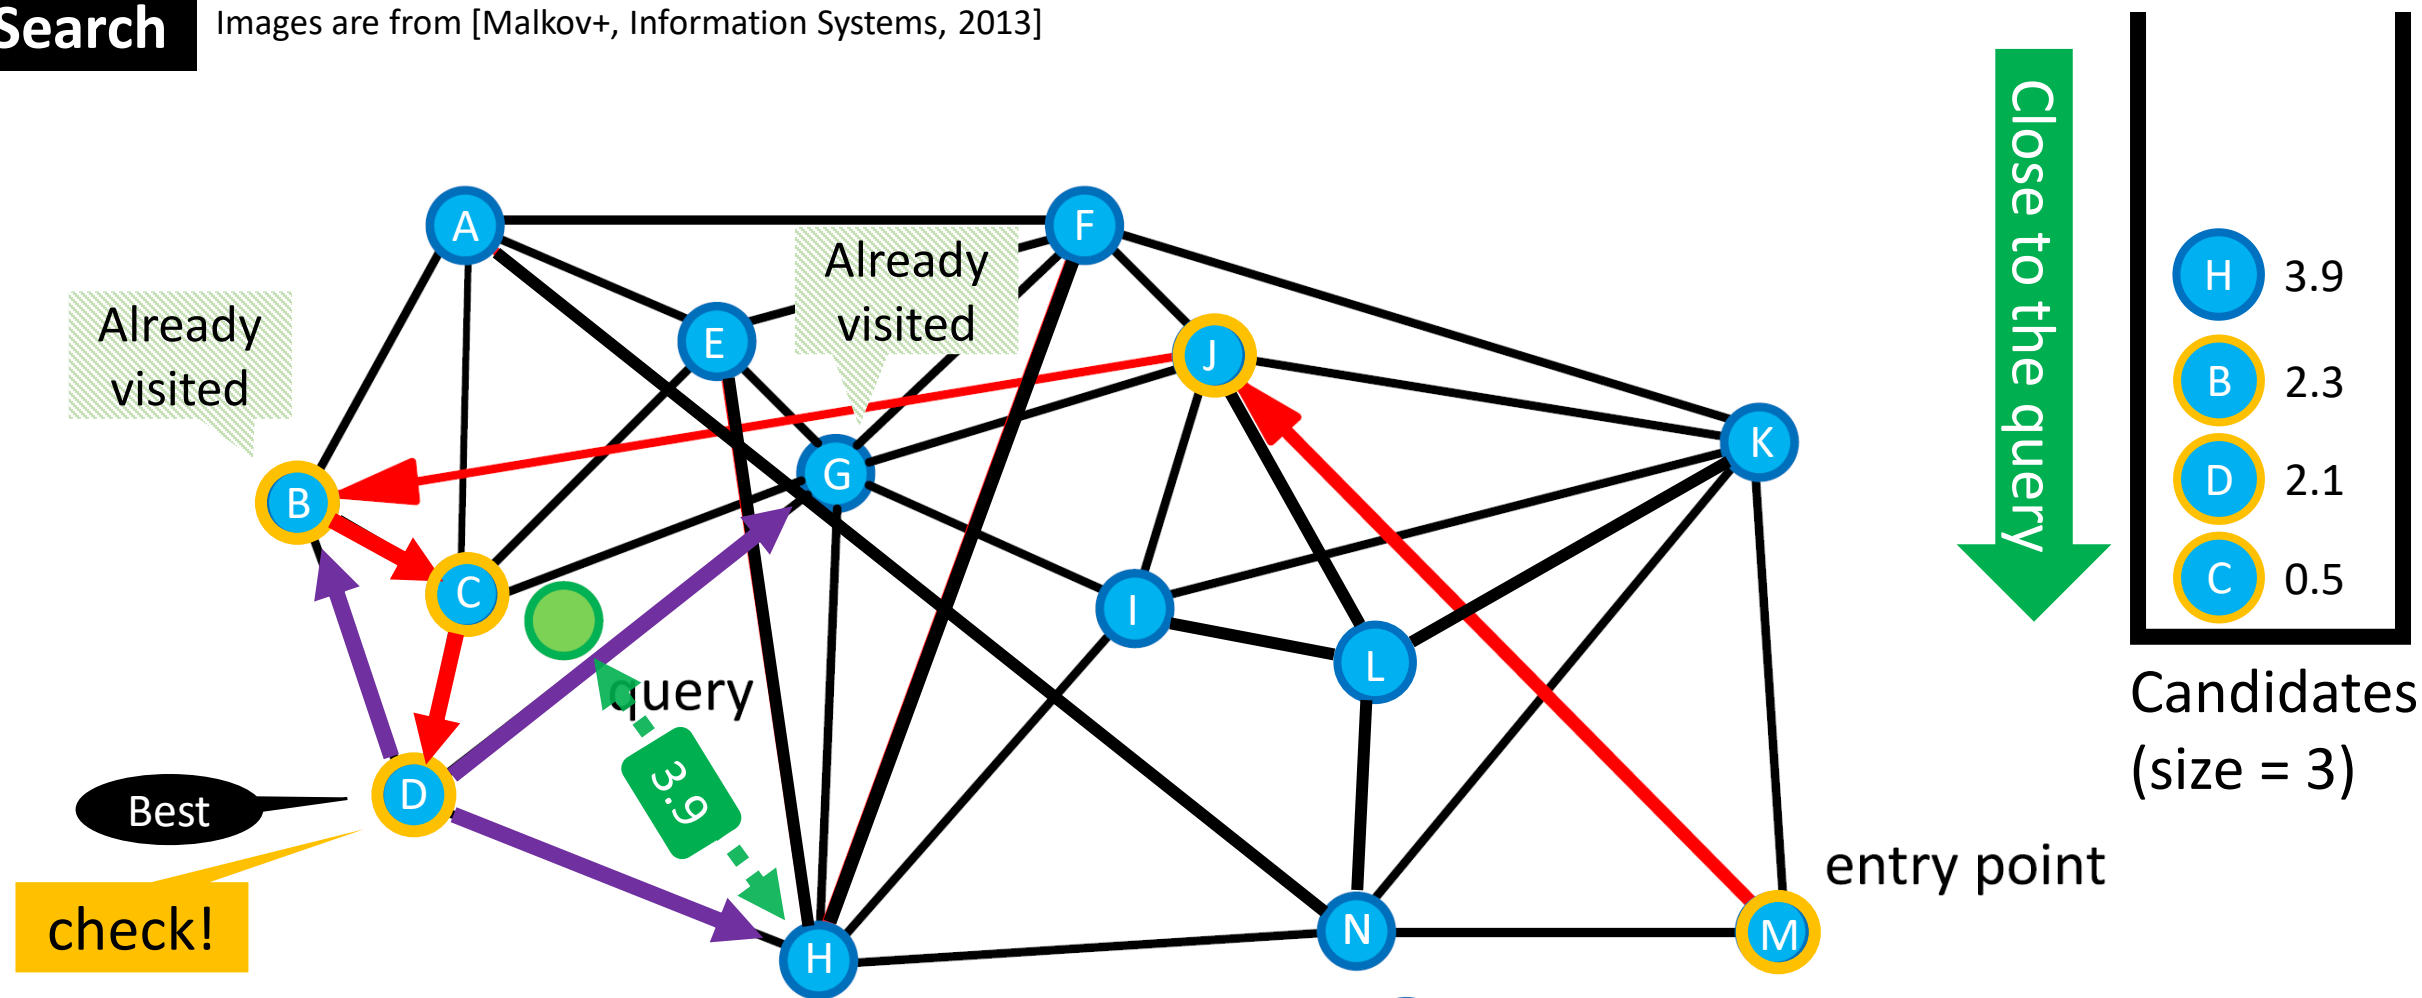 Search
Images are from [Malkov+, Information Systems, 2013]
Close to the query
A
F
Already
visited
Already
visited
E
J
H 3.9
B 2.3
D 2.1
C 0.5
K
G
B
C
I
L
query
3.9
D
Best
check!
H
N
M
entry point
Candidates
(size = 3)